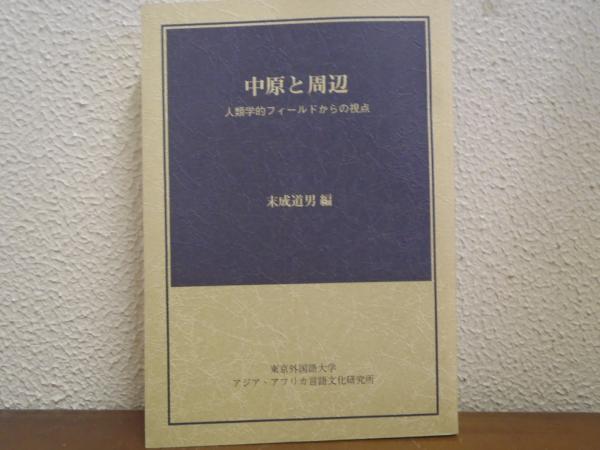 中原と周辺
人類学的フィールドからの視点
末成道男 編
東京外国語大学
アジア・アフリカ言語文化研究所